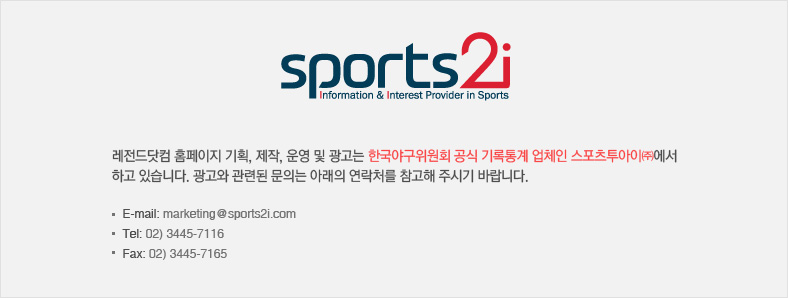 sports2i
Information & Interest Provider in Sports
레전드닷컴 홈페이지 기획, 제작, 운영 및 광고는 한국야구위원회 공식 기록통계 업체인 스포츠투아이㈜에서
하고 있습니다. 광고와 관련된 문의는 아래의 연락처를 참고해 주시기 바랍니다.
▪ E-mail: marketing@sports2i.com
▪ Tel: 02) 3445-7116
▪ Fax: 02) 3445-7165